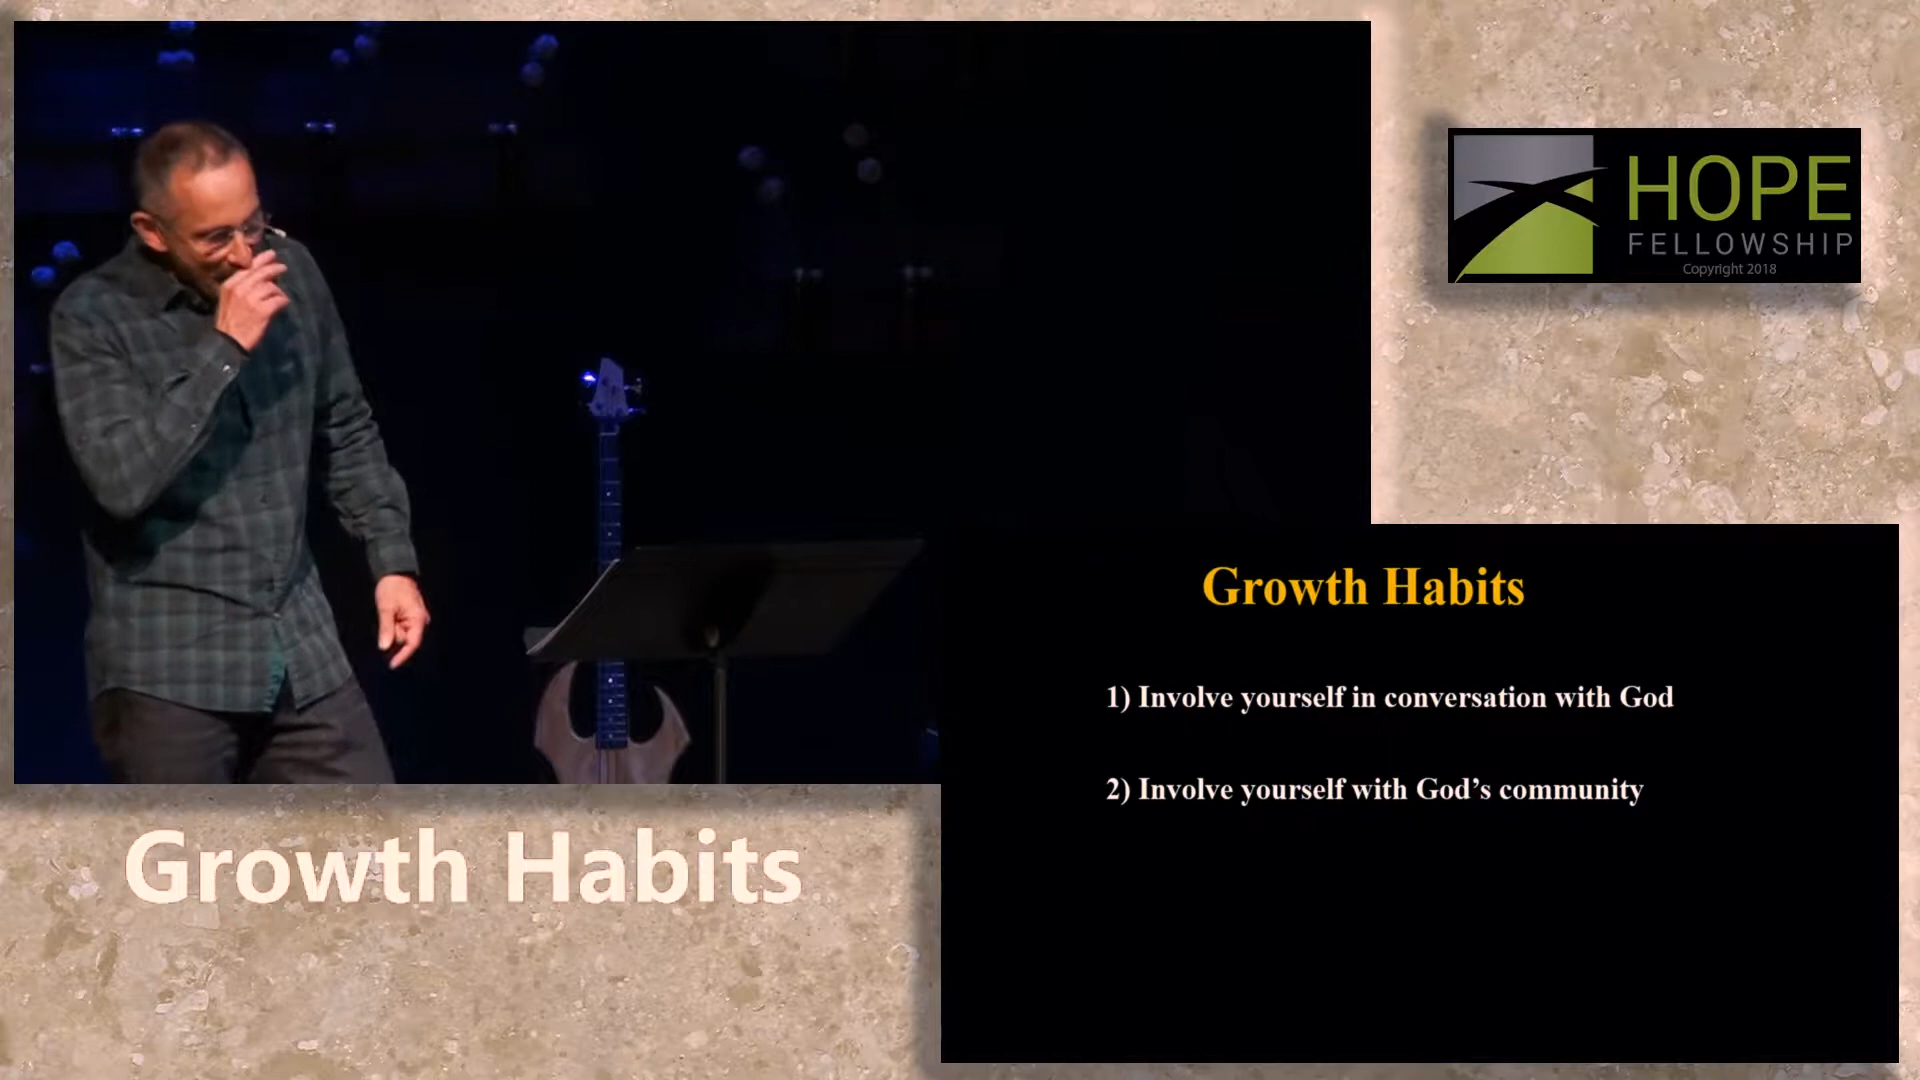 HOPE
FELLOWSHIP
Copyright 2018
Growth Habits
1) Involve yourself in conversation with God
2) Involve yourself with God’s community
Growth Habits